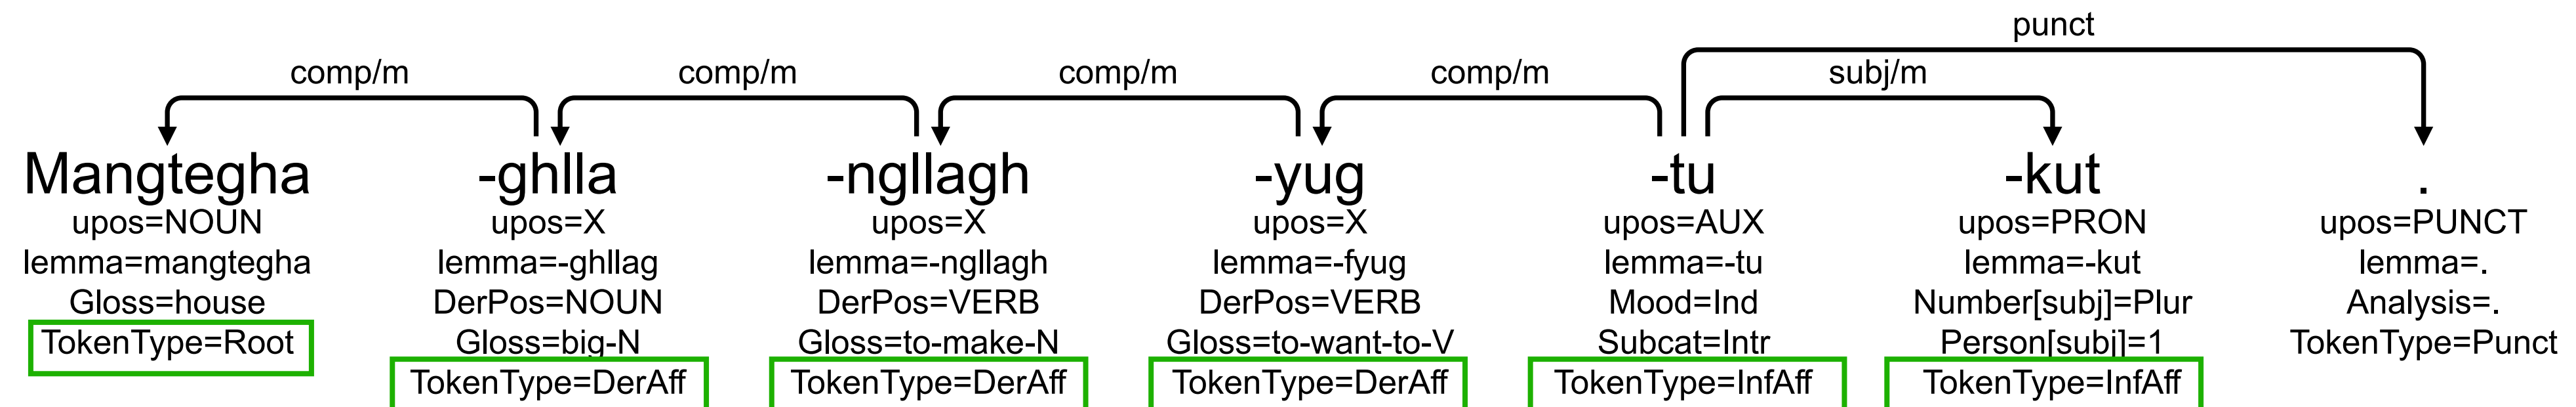 punct
comp/m comp/m comp/m comp/m subj/m
Mangtegha -ghlla -ngllagh -yug -tu -kut .
upos=NOUN upos=X upos=X upos=X upos=AUX upos=PRON upos=PUNCT
lemma=mangtegha lemma=-ghllag lemma=-ngllagh lemma=-fyug lemma=-tu lemma=-kut lemma=.
Gloss=house DerPos=NOUN DerPos=VERB DerPos=VERB Mood=Ind Number[subj]=Plur Analysis=.
TokenType=Root Gloss=big-N Gloss=to-make-N Gloss=to-want-to-V Subcat=Intr Person[subj]=1 TokenType=Punct
TokenType=DerAff TokenType=DerAff TokenType=DerAff TokenType=InfAff TokenType=InfAff